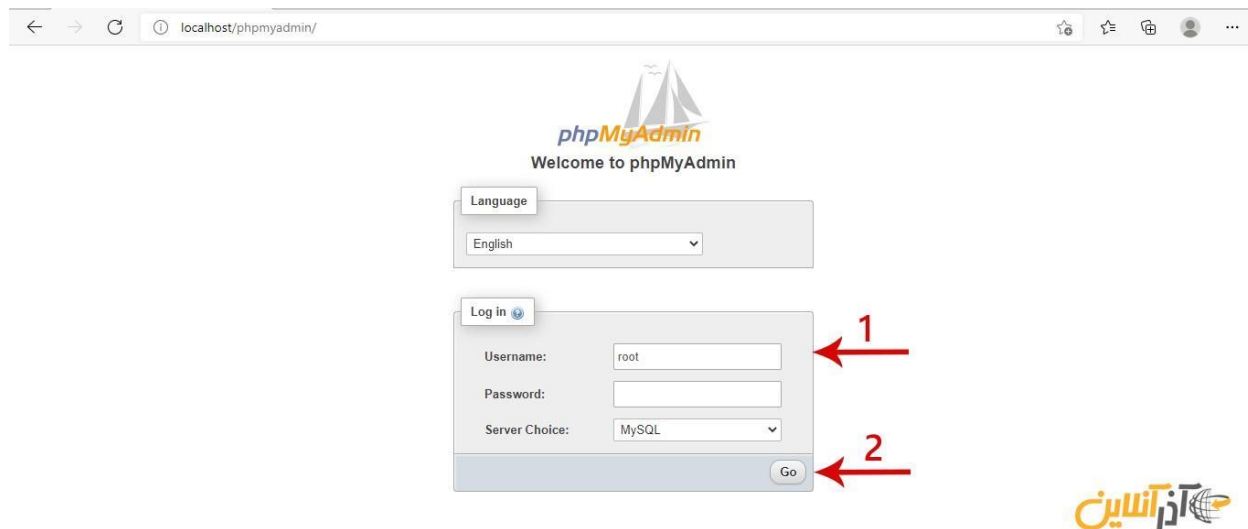 localhost/phpmyadmin/
phpMyAdmin
Welcome to phpMyAdmin
Language
English
Log in
Username:
root
1
Password:
Server Choice:
MySQL
Go
2
آذرآنلاین